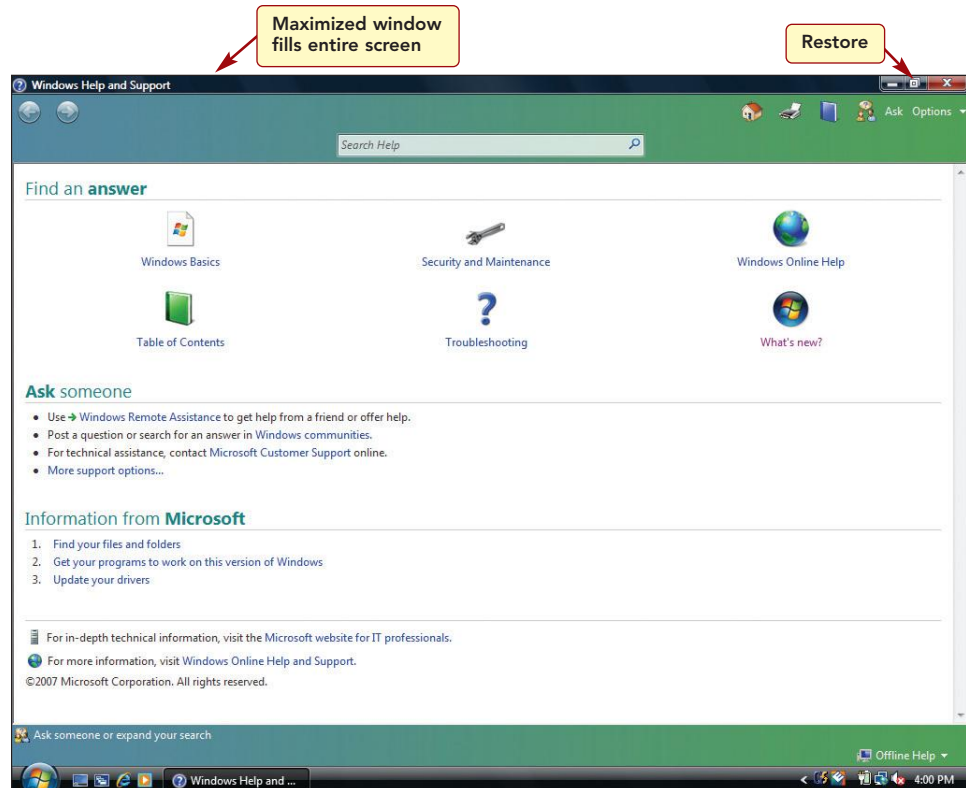 Maximized window
fills entire screen
Restore
Windows Help and Support
Ask Options
Search Help
Find an answer
Windows Basics
Security and Maintenance
Windows Online Help
Table of Contents
Troubleshooting
What's new?
Ask someone
• Use → Windows Remote Assistance to get help from a friend or offer help.
• Post a question or search for an answer in Windows communities.
• For technical assistance, contact Microsoft Customer Support online.
• More support options...
Information from Microsoft
1. Find your files and folders
2. Get your programs to work on this version of Windows
3. Update your drivers
For in-depth technical information, visit the Microsoft website for IT professionals.
For more information, visit Windows Online Help and Support.
©2007 Microsoft Corporation. All rights reserved.
Ask someone or expand your search
Offline Help
Windows Help and ...
4:00 PM